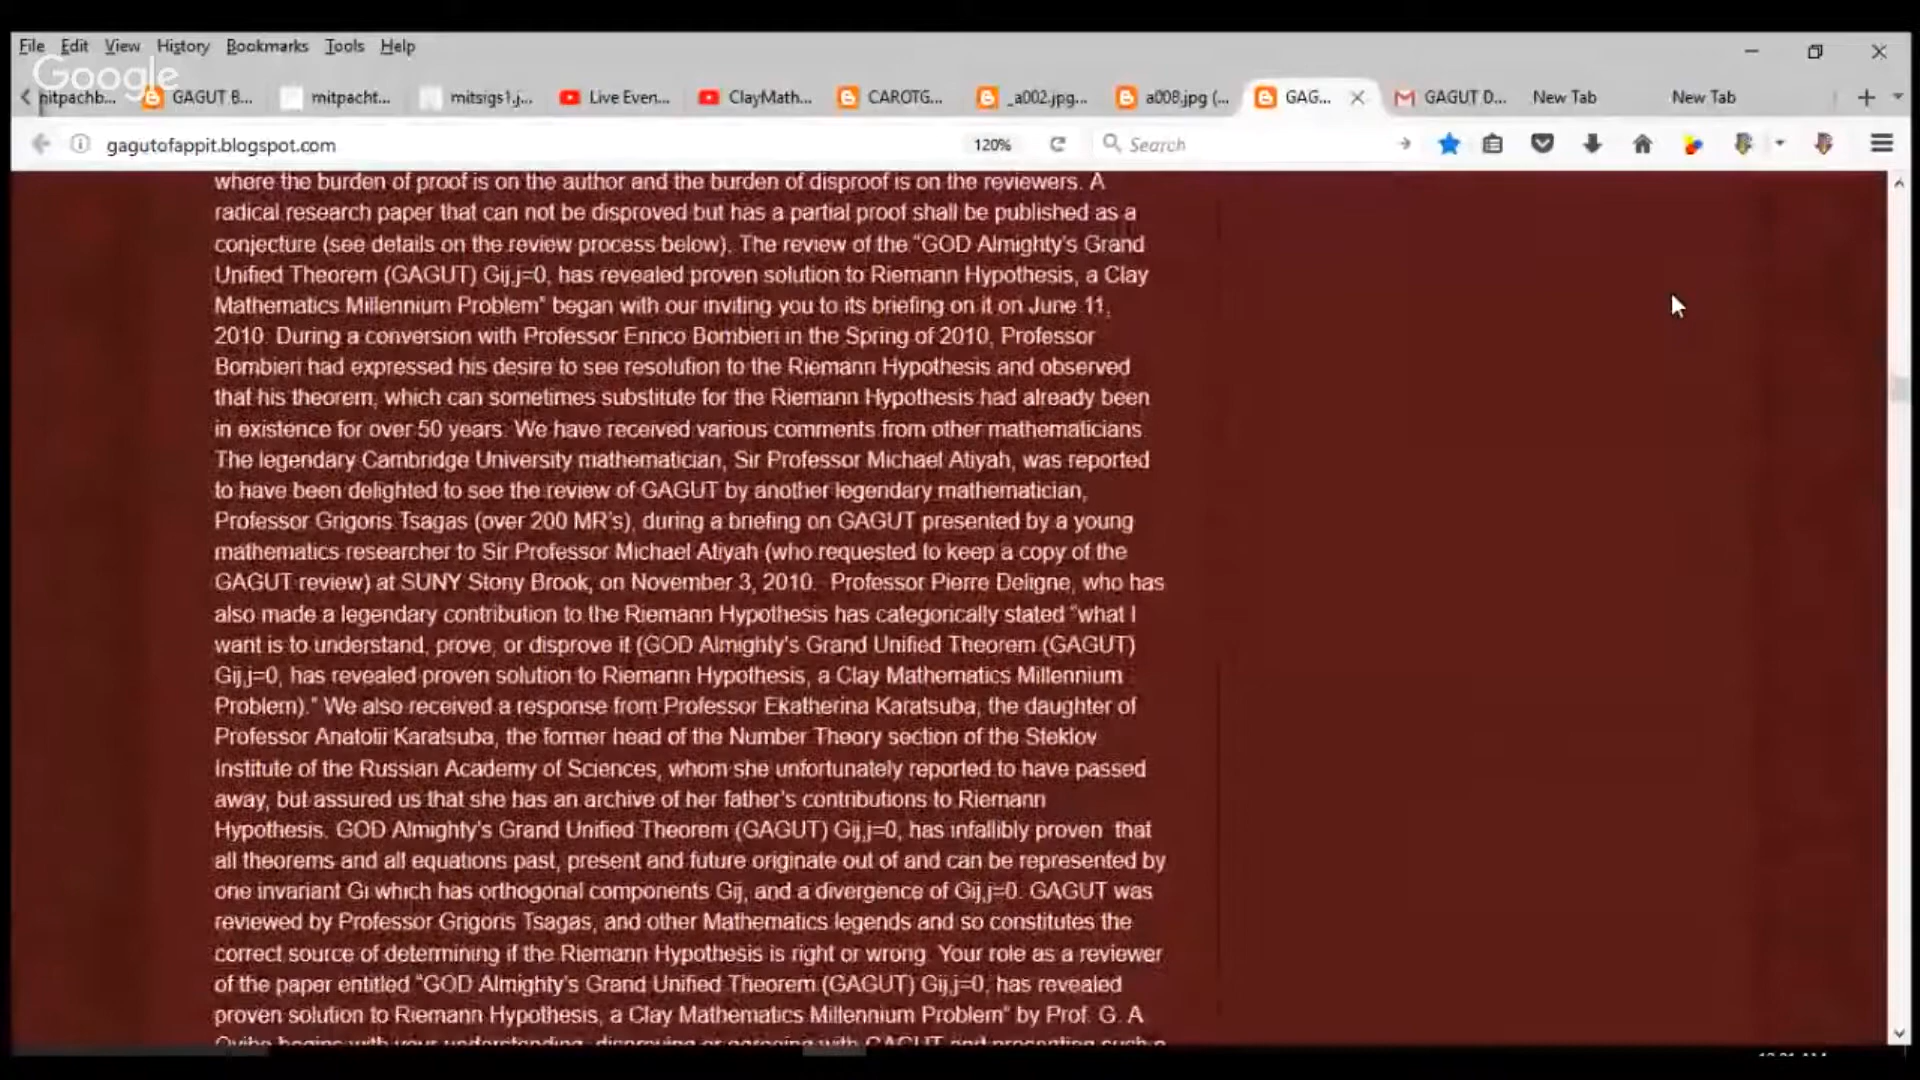 File Edit View History Bookmarks Tools Help
Google
nitpachb... GAGUT B... mitpacht... mitsigs1.j... Live Even... ClayMath... CAROTG... _a002.jpg... a008.jpg (... GAG... GAGUT D... New Tab New Tab
gagutofappit.blogspot.com 120% Search
where the burden of proof is on the author and the burden of disproof is on the reviewers. A
radical research paper that can not be disproved but has a partial proof shall be published as a
conjecture (see details on the review process below). The review of the “GOD Almighty's Grand
Unified Theorem (GAGUT) Gij,j=0, has revealed proven solution to Riemann Hypothesis, a Clay
Mathematics Millennium Problem” began with our inviting you to its briefing on it on June 11,
2010. During a conversion with Professor Enrico Bombieri in the Spring of 2010, Professor
Bombieri had expressed his desire to see resolution to the Riemann Hypothesis and observed
that his theorem, which can sometimes substitute for the Riemann Hypothesis had already been
in existence for over 50 years. We have received various comments from other mathematicians.
The legendary Cambridge University mathematician, Sir Professor Michael Atiyah, was reported
to have been delighted to see the review of GAGUT by another legendary mathematician,
Professor Grigoris Tsagas (over 200 MR's), during a briefing on GAGUT presented by a young
mathematics researcher to Sir Professor Michael Atiyah (who requested to keep a copy of the
GAGUT review) at SUNY Stony Brook, on November 3, 2010. Professor Pierre Deligne, who has
also made a legendary contribution to the Riemann Hypothesis has categorically stated “what I
want is to understand, prove, or disprove it (GOD Almighty's Grand Unified Theorem (GAGUT)
Gij,j=0, has revealed proven solution to Riemann Hypothesis, a Clay Mathematics Millennium
Problem).” We also received a response from Professor Ekatherina Karatsuba, the daughter of
Professor Anatolii Karatsuba, the former head of the Number Theory section of the Steklov
Institute of the Russian Academy of Sciences, whom she unfortunately reported to have passed
away, but assured us that she has an archive of her father's contributions to Riemann
Hypothesis. GOD Almighty's Grand Unified Theorem (GAGUT) Gij,j=0, has infallibly proven that
all theorems and all equations past, present and future originate out of and can be represented by
one invariant Gi which has orthogonal components Gij, and a divergence of Gij,j=0. GAGUT was
reviewed by Professor Grigoris Tsagas, and other Mathematics legends and so constitutes the
correct source of determining if the Riemann Hypothesis is right or wrong. Your role as a reviewer
of the paper entitled “GOD Almighty's Grand Unified Theorem (GAGUT) Gij,j=0, has revealed
proven solution to Riemann Hypothesis, a Clay Mathematics Millennium Problem” by Prof. G. A.
begins with your understanding, disproving or agreeing with GAGUT and presenting such